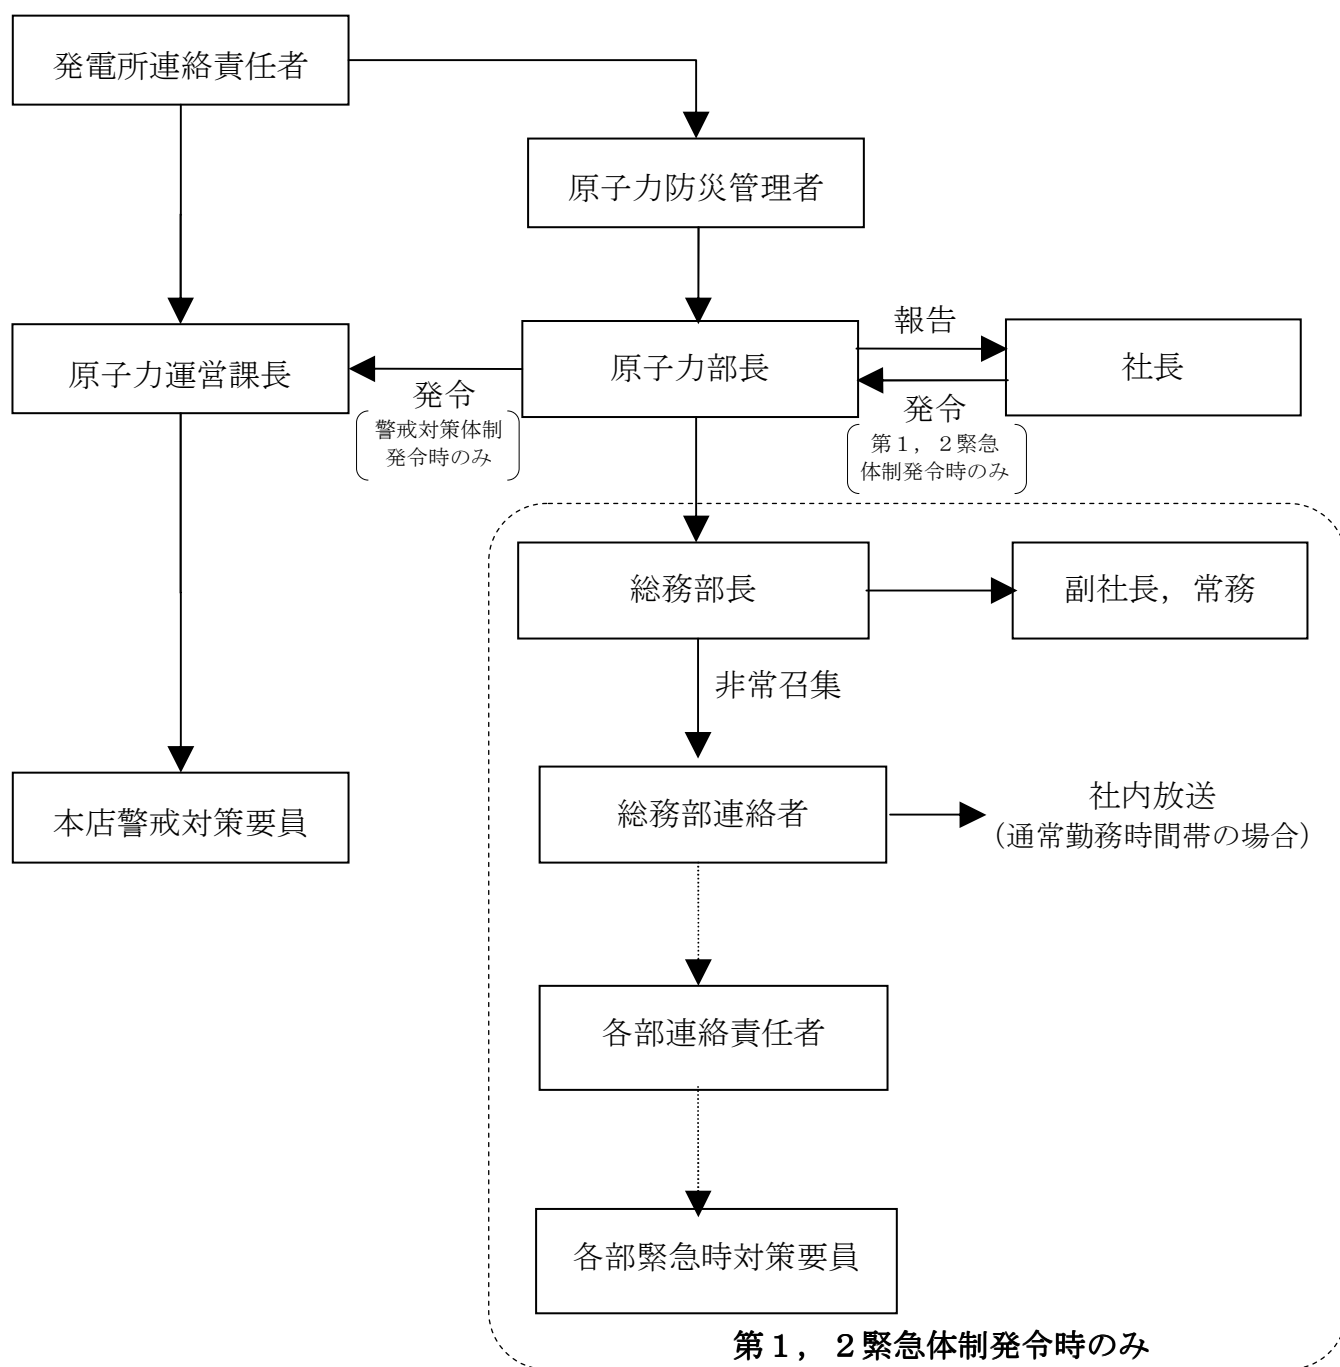 発電所連絡責任者
原子力防災管理者
原子力運営課長
発令
警戒対策体制
発令時のみ
原子力部長
報告
発令
第1，2緊急
体制発令時のみ
社長
総務部長
副社長，常務
非常召集
本店警戒対策要員
総務部連絡者
社内放送
（通常勤務時間帯の場合）
各部連絡責任者
各部緊急時対策要員
第1，2緊急体制発令時のみ